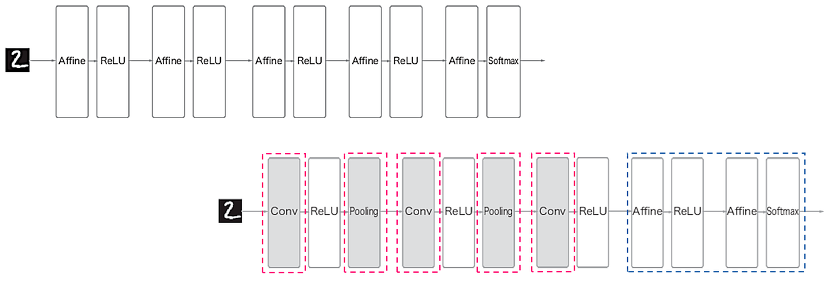 2 Affine ReLU Affine ReLU Affine ReLU Affine ReLU Affine Softmax
2 Conv ReLU Pooling Conv ReLU Pooling Conv ReLU Affine ReLU Affine Softmax